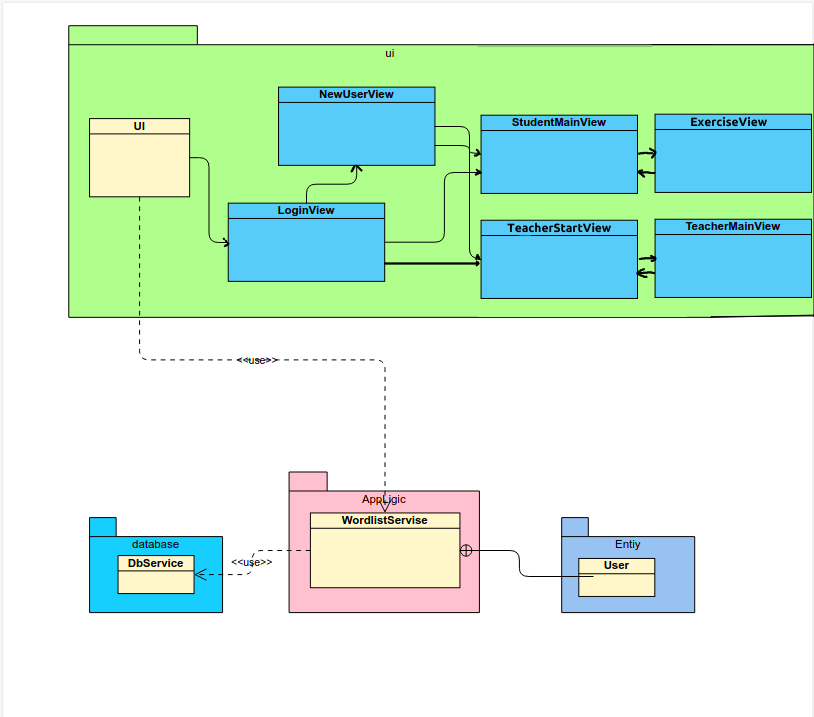 ui
NewUserView
UI
StudentMainView
ExerciseView
LoginView
TeacherStartView
TeacherMainView
<<use>>
AppLigic
WordlistServise
database
DbService
<<use>>
Entiy
User